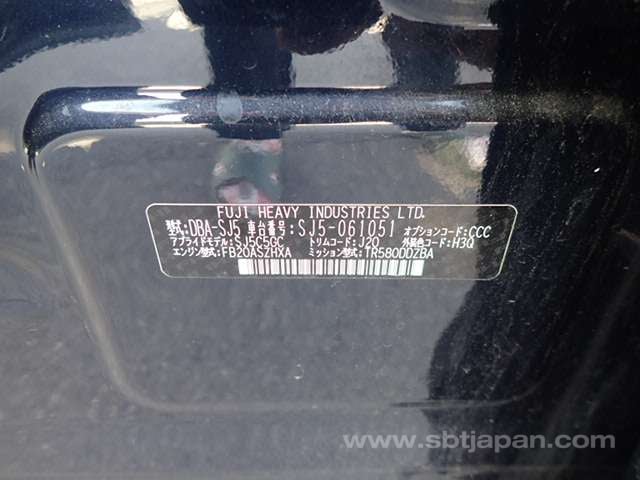 FUJI HEAVY INDUSTRIES LTD.
型式:DBA-SJ5 車台番号:SJ5-061051 オプションコード:CCC
アプライドモデル:SJ5C5GC トリムコード:J20 外装色コード:H3Q
エンジン型式:FB20ASZHXA ミッション型式:TR580DDZBA
www.sbtjapan.com